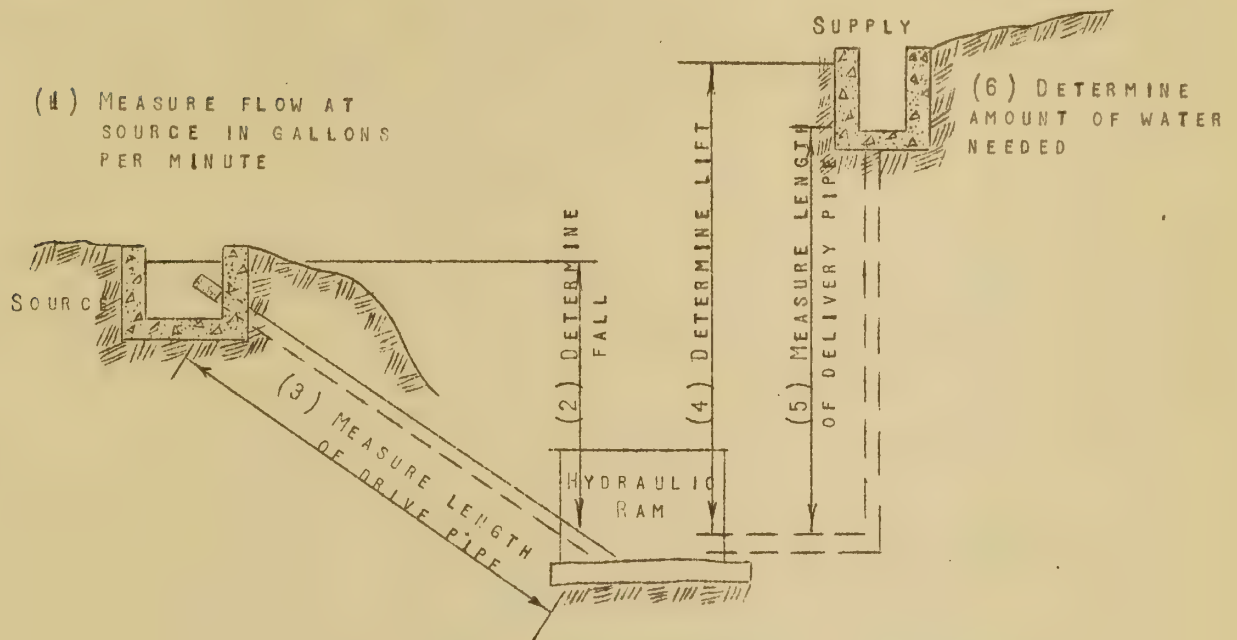 SUPPLY
(1) MEASURE FLOW AT
SOURCE IN GALLONS
PER MINUTE
(6) DETERMINE
AMOUNT OF WATER
NEEDED
SOURCE
(2) DETERMINE
FALL
(4) DETERMINE LIFT
(5) MEASURE LENGTH
OF DELIVERY PIPE
(3) MEASURE LENGTH
OF DRIVE PIPE
HYDRAULIC
RAM